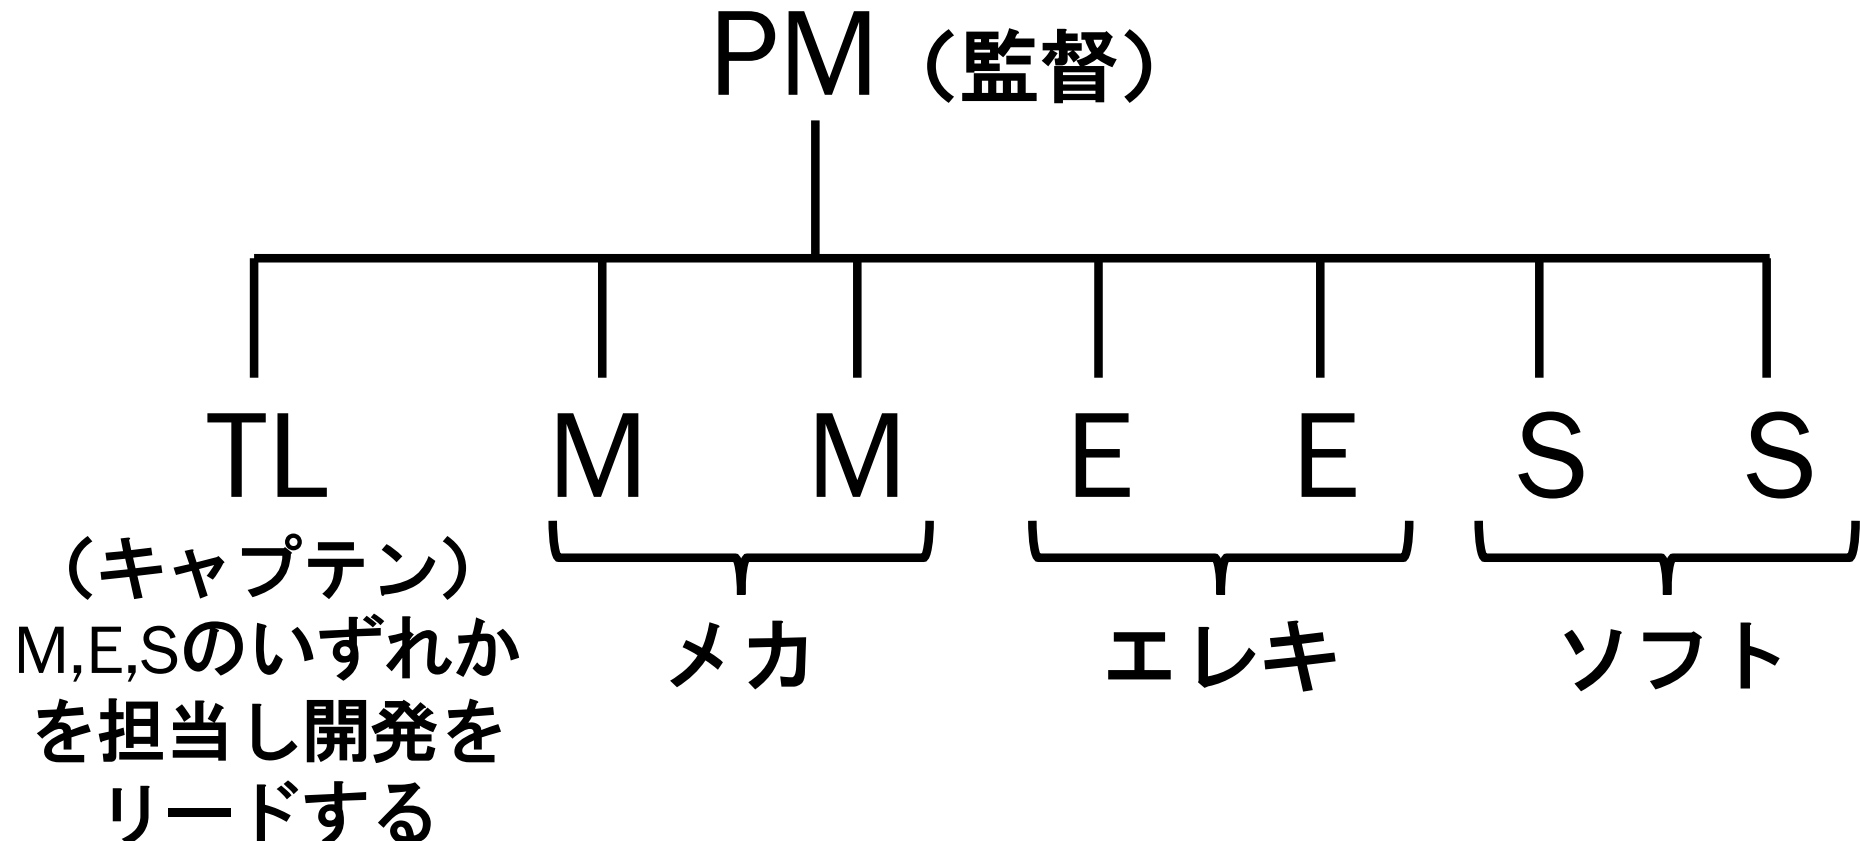 PM（監督）
TL M M E E S S
（キャプテン）
M,E,Sのいずれか
を担当し開発を
リードする
メカ エレキ ソフト